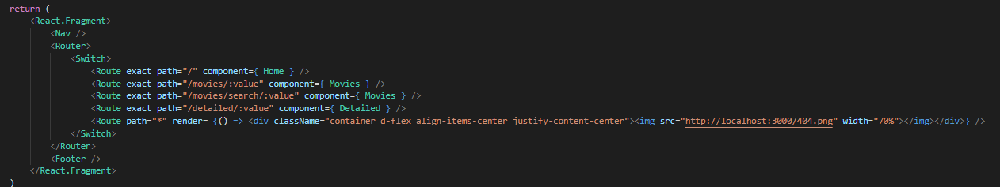 return (
<React.Fragment>
<Nav />
<Router>
<Switch>
<Route exact path="/" component={ Home } />
<Route exact path="/movies/:value" component={ Movies } />
<Route exact path="/movies/search/:value" component={ Movies } />
<Route exact path="/detailed/:value" component={ Detailed } />
<Route path="*" render= {() => <div className="container d-flex align-items-center justify-content-center"><img src="http://localhost:3000/404.png" width="70%"></img></div>} />
</Switch>
</Router>
<Footer />
</React.Fragment>
)